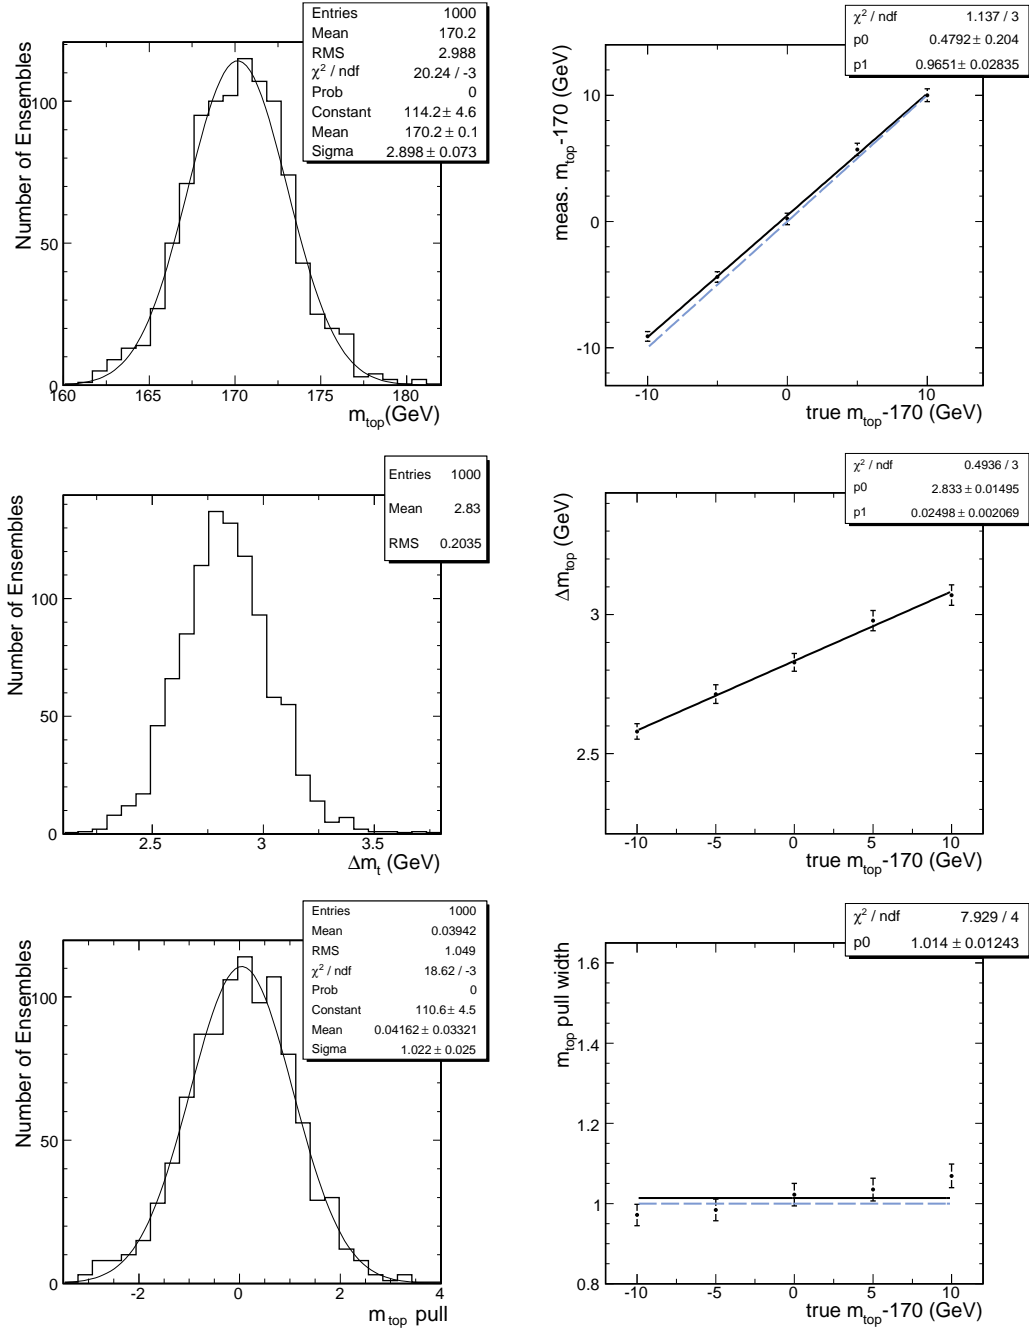 Entries 1000
Mean 170.2
RMS 2.988
χ² / ndf 20.24 / -3
Prob 0
Constant 114.2 ± 4.6
Mean 170.2 ± 0.1
Sigma 2.898 ± 0.073
Number of Ensembles
100
50
0
160 165 170 175 180
m_top(GeV)
χ² / ndf 1.137 / 3
p0 0.4792 ± 0.204
p1 0.9651 ± 0.02835
meas. m_top-170 (GeV)
10
0
-10
-10 0 10
true m_top-170 (GeV)
Entries 1000
Mean 2.83
RMS 0.2035
Number of Ensembles
100
50
0
2.5 3 3.5
Δm_t (GeV)
χ² / ndf 0.4936 / 3
p0 2.833 ± 0.01495
p1 0.02498 ± 0.002069
Δm_top (GeV)
3
2.5
-10 -5 0 5 10
true m_top-170 (GeV)
Entries 1000
Mean 0.03942
RMS 1.049
χ² / ndf 18.62 / -3
Prob 0
Constant 110.6 ± 4.5
Mean 0.04162 ± 0.03321
Sigma 1.022 ± 0.025
Number of Ensembles
100
50
0
-2 0 2 4
m_top pull
χ² / ndf 7.929 / 4
p0 1.014 ± 0.01243
m_top pull width
1.6
1.4
1.2
1
0.8
-10 -5 0 5 10
true m_top-170 (GeV)